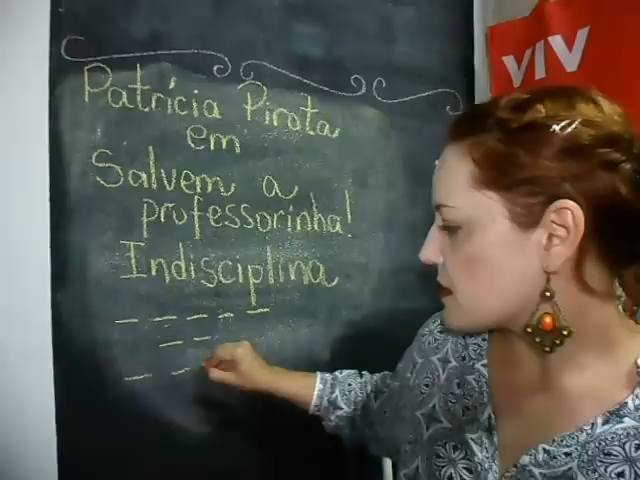 Patrícia Pirata
em
Salvem a
professorinha!
Indisciplina
VIV